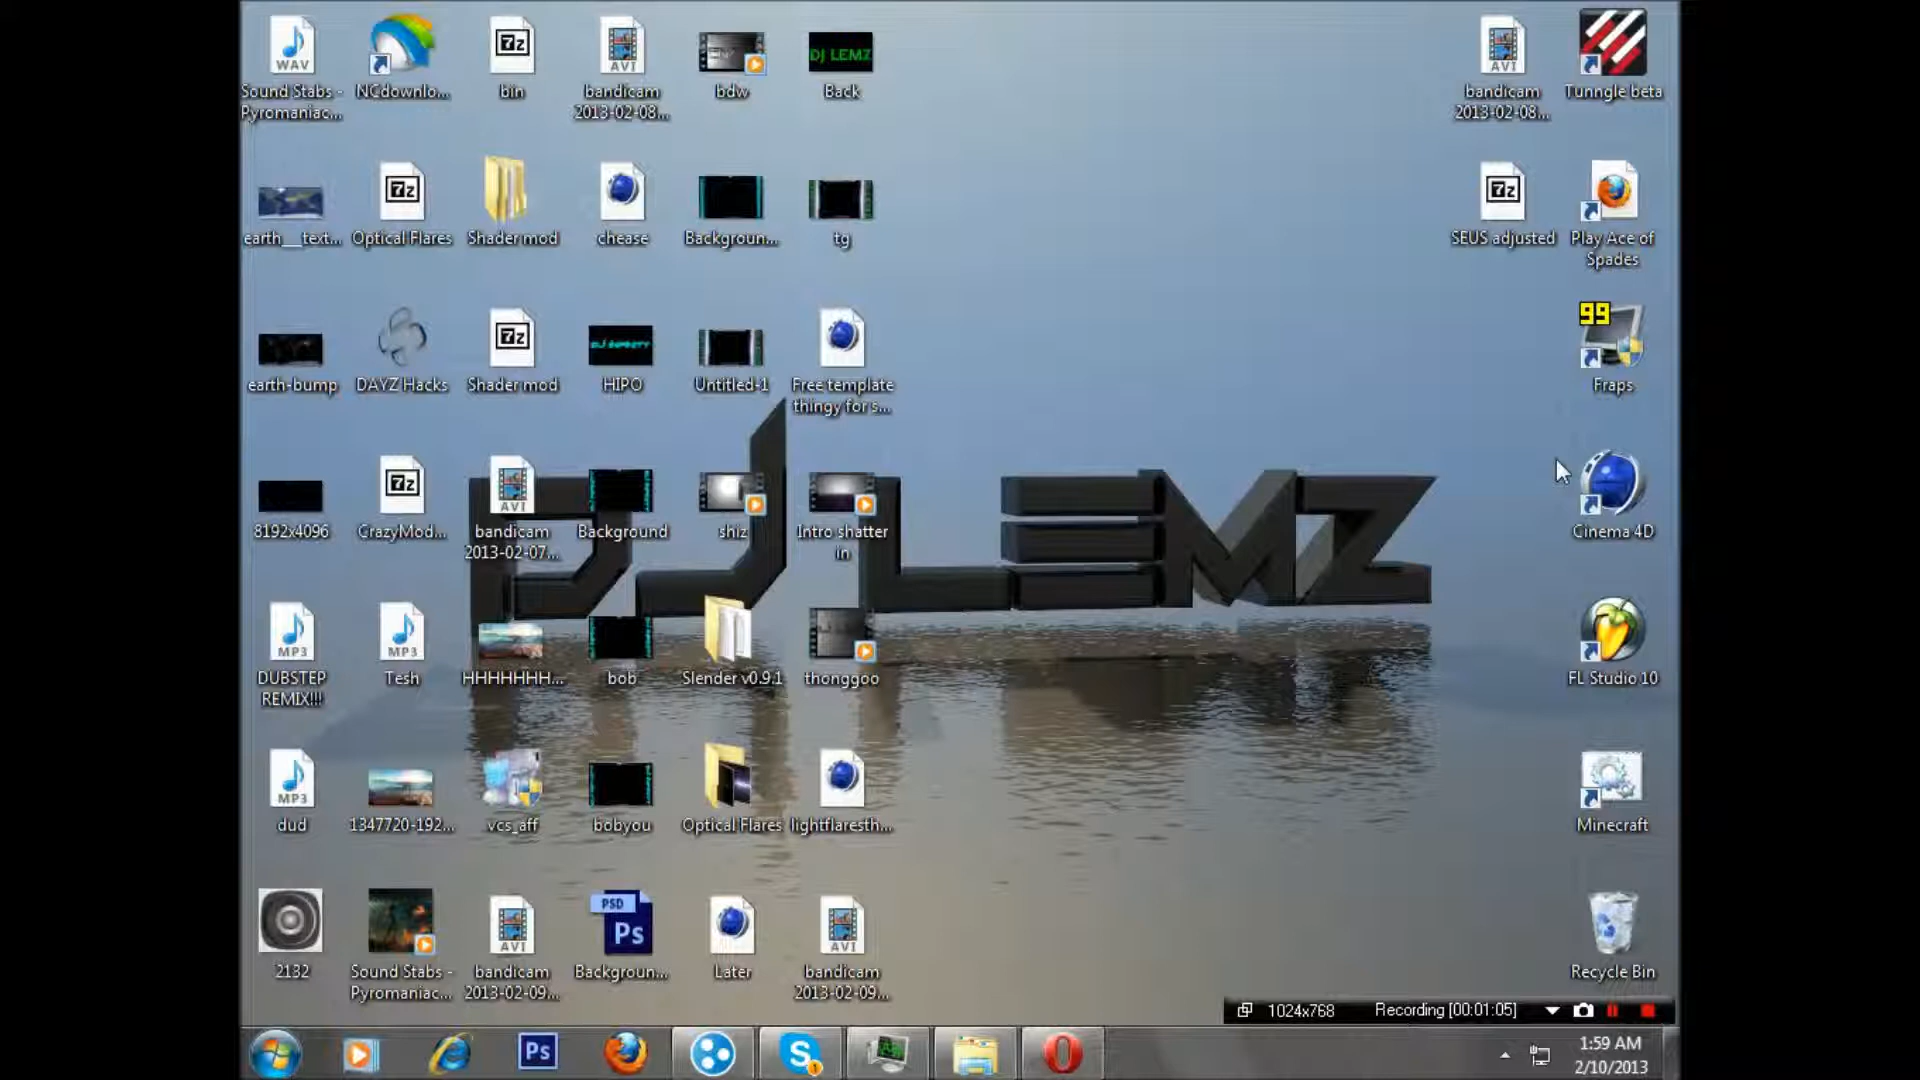 WAV
Sound Stabs -
Pyromaniac...
NCdownlo...
7z
bin
AVI
bandicam
2013-02-08...
bdw
DJ LEMZ
Back
AVI
bandicam
2013-02-08...
Tunngle beta
earth__text...
7z
Optical Flares
Shader mod
chease
Backgroun...
tg
7z
SEUS adjusted
Play Ace of
Spades
earth-bump
DAYZ Hacks
7z
Shader mod
HIPO
Untitled-1
Free template
thingy for s...
99
Fraps
8192x4096
7z
CrazyMod...
AVI
bandicam
2013-02-07...
Background
shiz
Intro shatter
in
Cinema 4D
DJ LEMZ
MP3
DUBSTEP
REMIX!!!
MP3
Tesh
HHHHHHH...
bob
Slender v0.9.1
thonggoo
FL Studio 10
MP3
dud
1347720-192...
vcs_aff
bobyou
Optical Flares
lightflaresth...
Minecraft
2132
Sound Stabs -
Pyromaniac...
AVI
bandicam
2013-02-09...
PSD
Ps
Backgroun...
Later
AVI
bandicam
2013-02-09...
Recycle Bin
1024x768
Recording [00:01:05]
Ps
S
1
1:59 AM
2/10/2013